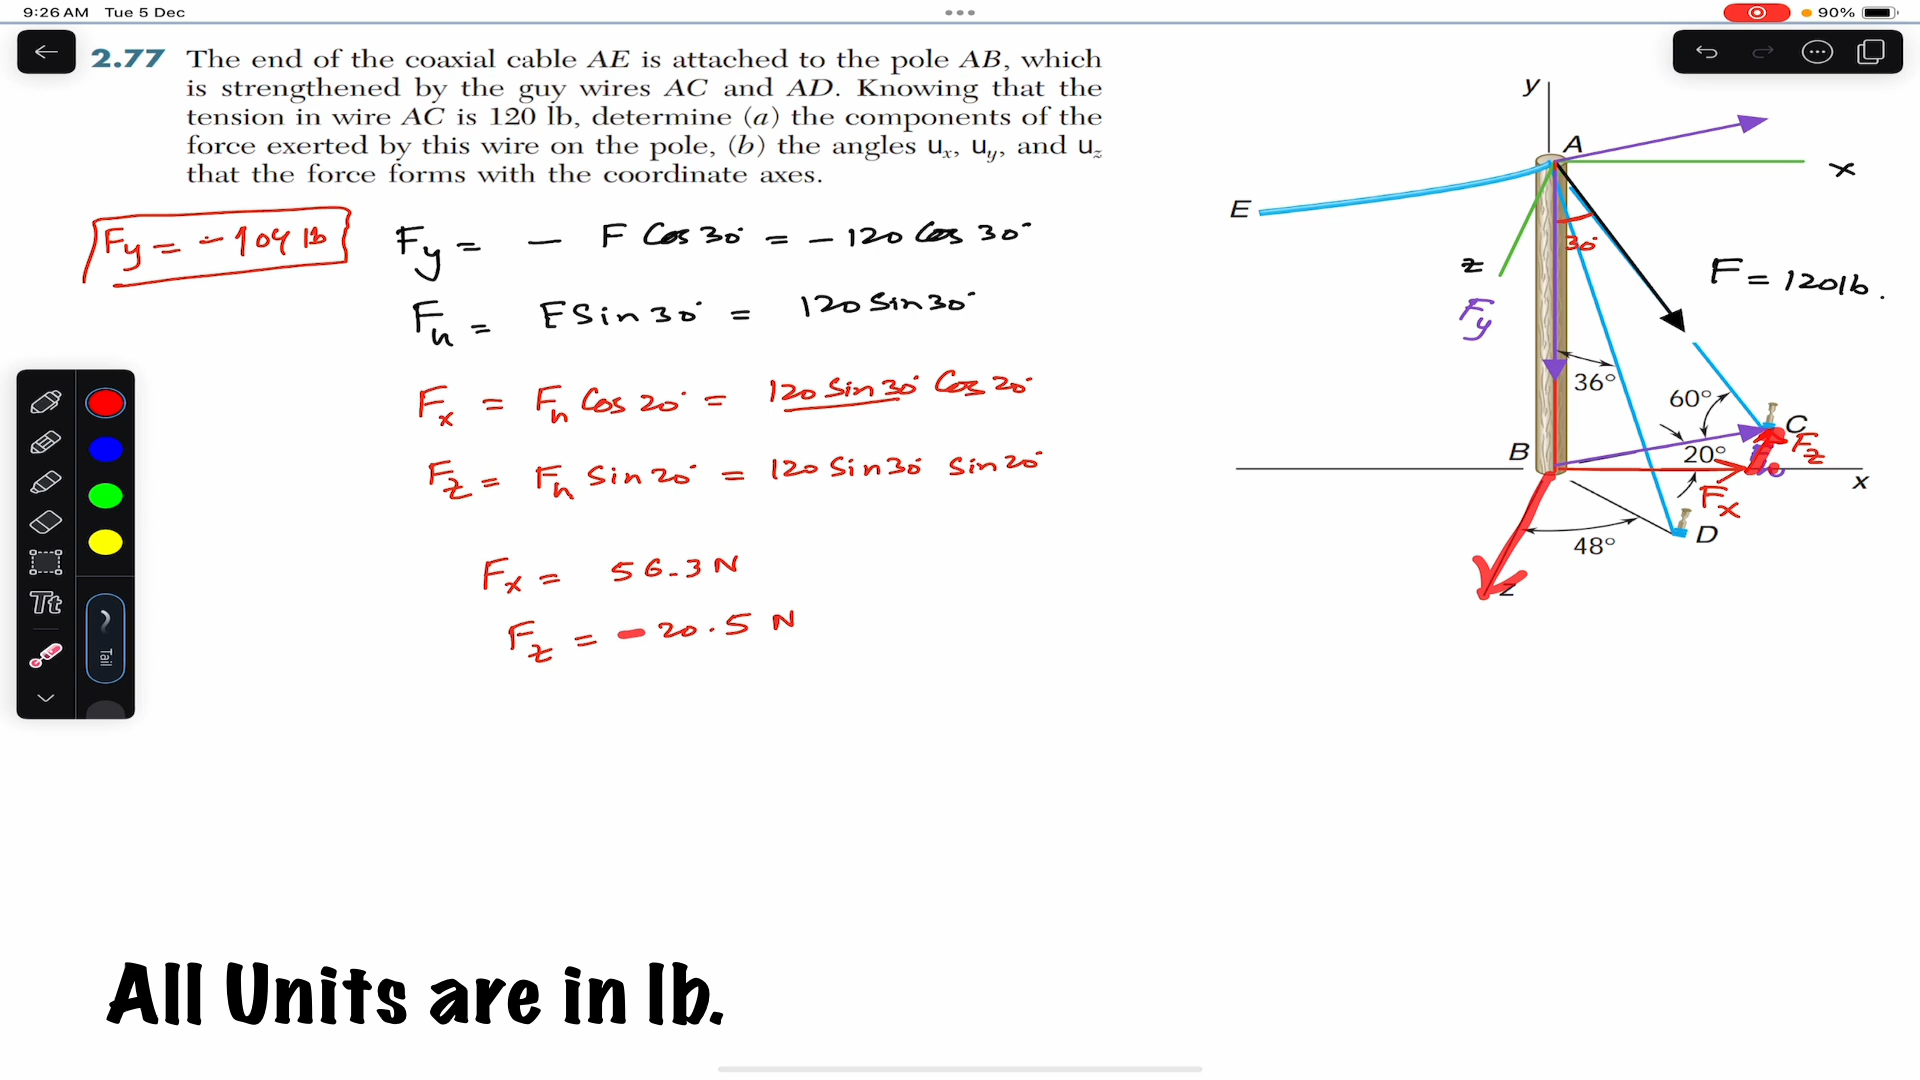 9:26 AM Tue 5 Dec
90%
2.77 The end of the coaxial cable AE is attached to the pole AB, which
is strengthened by the guy wires AC and AD. Knowing that the
tension in wire AC is 120 lb, determine (a) the components of the
force exerted by this wire on the pole, (b) the angles ux, uy, and uz
that the force forms with the coordinate axes.
Fy = - 104 lb
Fy = - F Cos 30° = - 120 Cos 30°
Fh = F Sin 30° = 120 Sin 30°
Fx = Fh Cos 20° = 120 Sin 30° Cos 20°
Fz = Fh Sin 20° = 120 Sin 30° Sin 20°
Fx = 56.3 N
Fz = - 20.5 N
y
A
x
E
z
30°
F = 120 lb.
Fy
36°
60°
C
Fz
B
20°
x
Fx
D
48°
z
Tt
Tail
All Units are in lb.